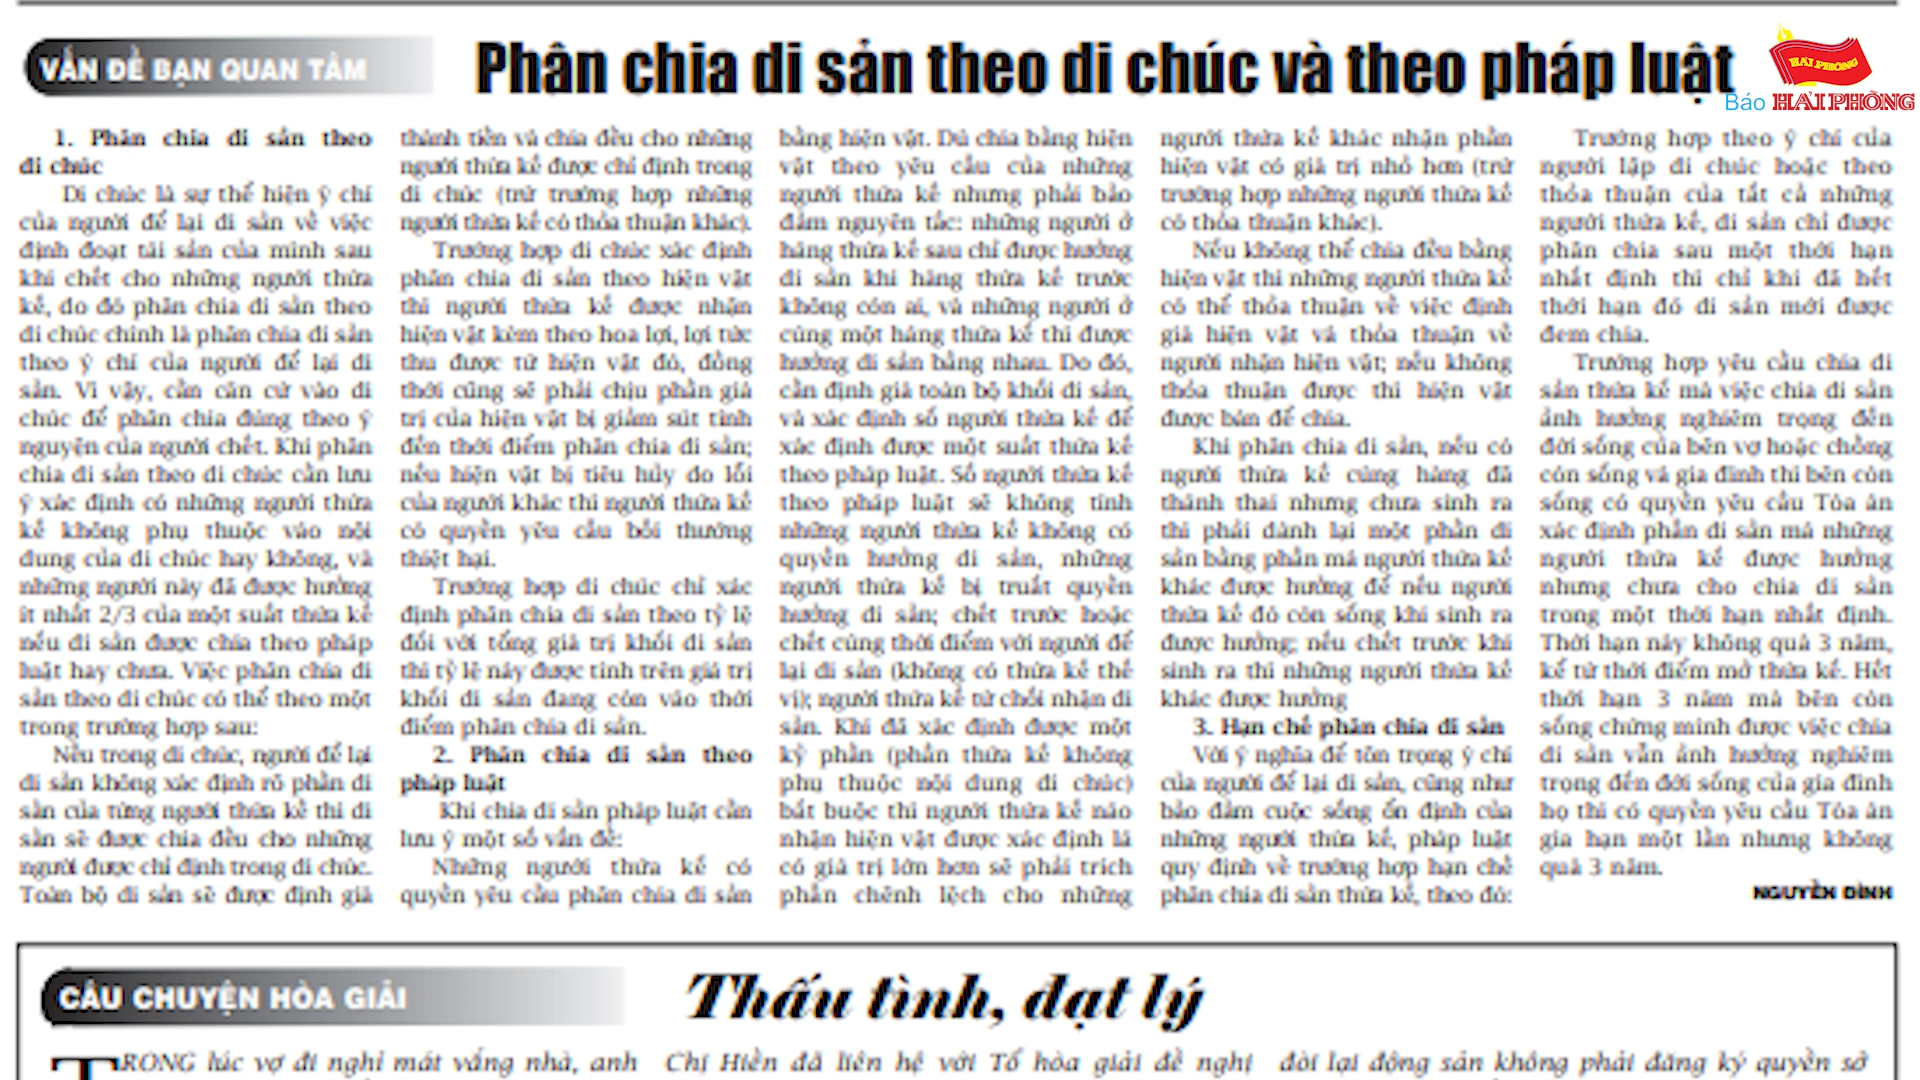 VẤN ĐỀ BẠN QUAN TÂM
Phân chia di sản theo di chúc và theo pháp luật
HẢI PHÒNG
Báo HẢI PHÒNG
1. Phân chia di sản theo
di chúc
Di chúc là sự thể hiện ý chí
của người để lại di sản về việc
định đoạt tài sản của mình sau
khi chết cho những người thừa
kế, do đó phân chia di sản theo
di chúc chính là phân chia di sản
theo ý chí của người để lại di
sản. Vì vậy, cần căn cứ vào di
chúc để phân chia đúng theo ý
nguyện của người chết. Khi phân
chia di sản theo di chúc cần lưu
ý xác định có những người thừa
kế không phụ thuộc vào nội
dung của di chúc hay không, và
những người này đã được hưởng
ít nhất 2/3 của một suất thừa kế
nếu di sản được chia theo pháp
luật hay chưa. Việc phân chia di
sản theo di chúc có thể theo một
trong trường hợp sau:
Nếu trong di chúc, người để lại
di sản không xác định rõ phần di
sản của từng người thừa kế thì di
sản sẽ được chia đều cho những
người được chỉ định trong di chúc.
Toàn bộ di sản sẽ được định giá
thành tiền và chia đều cho những
người thừa kế được chỉ định trong
di chúc (trừ trường hợp những
người thừa kế có thỏa thuận khác).
Trường hợp di chúc xác định
phân chia di sản theo hiện vật
thì người thừa kế được nhận
hiện vật kèm theo hoa lợi, lợi tức
thu được từ hiện vật đó, đồng
thời cũng sẽ phải chịu phần giá
trị của hiện vật bị giảm sút tính
đến thời điểm phân chia di sản;
nếu hiện vật bị tiêu hủy do lỗi
của người khác thì người thừa kế
có quyền yêu cầu bồi thường
thiệt hại.
Trường hợp di chúc chỉ xác
định phân chia di sản theo tỷ lệ
đối với tổng giá trị khối di sản
thì tỷ lệ này được tính trên giá trị
khối di sản đang còn vào thời
điểm phân chia di sản.
2. Phân chia di sản theo
pháp luật
Khi chia di sản pháp luật cần
lưu ý một số vấn đề:
Những người thừa kế có
quyền yêu cầu phân chia di sản
bằng hiện vật. Dù chia bằng hiện
vật theo yêu cầu của những
người thừa kế nhưng phải bảo
đảm nguyên tắc: những người ở
hàng thừa kế sau chỉ được hưởng
di sản khi hàng thừa kế trước
không còn ai, và những người ở
cùng một hàng thừa kế thì được
hưởng di sản bằng nhau. Do đó,
cần định giá toàn bộ khối di sản,
và xác định số người thừa kế để
xác định được một suất thừa kế
theo pháp luật. Số người thừa kế
theo pháp luật sẽ không tính
những người thừa kế không có
quyền hưởng di sản, những
người thừa kế bị truất quyền
hưởng di sản; chết trước hoặc
chết cùng thời điểm với người để
lại di sản (không có thừa kế thế
vị); người thừa kế từ chối nhận di
sản. Khi đã xác định được một
kỷ phần (phần thừa kế không
phụ thuộc nội dung di chúc)
bắt buộc thì người thừa kế nào
nhận hiện vật được xác định là
có giá trị lớn hơn sẽ phải trích
phần chênh lệch cho những
người thừa kế khác nhận phần
hiện vật có giá trị nhỏ hơn (trừ
trường hợp những người thừa kế
có thỏa thuận khác).
Nếu không thể chia đều bằng
hiện vật thì những người thừa kế
có thể thỏa thuận về việc định
giá hiện vật và thỏa thuận về
người nhận hiện vật; nếu không
thỏa thuận được thì hiện vật
được bán để chia.
Khi phân chia di sản, nếu có
người thừa kế cùng hàng đã
thành thai nhưng chưa sinh ra
thì phải dành lại một phần di
sản bằng phần mà người thừa kế
khác được hưởng để nếu người
thừa kế đó còn sống khi sinh ra
được hưởng; nếu chết trước khi
sinh ra thì những người thừa kế
khác được hưởng
3. Hạn chế phân chia di sản
Với ý nghĩa để tôn trọng ý chí
của người để lại di sản, cũng như
bảo đảm cuộc sống ổn định của
những người thừa kế, pháp luật
quy định về trường hợp hạn chế
phân chia di sản thừa kế, theo đó:
Trường hợp theo ý chí của
người lập di chúc hoặc theo
thỏa thuận của tất cả những
người thừa kế, di sản chỉ được
phân chia sau một thời hạn
nhất định thì chỉ khi đã hết
thời hạn đó di sản mới được
đem chia.
Trường hợp yêu cầu chia di
sản thừa kế mà việc chia di sản
ảnh hưởng nghiêm trọng đến
đời sống của bên vợ hoặc chồng
còn sống và gia đình thì bên còn
sống có quyền yêu cầu Tòa án
xác định phần di sản mà những
người thừa kế được hưởng
nhưng chưa cho chia di sản
trong một thời hạn nhất định.
Thời hạn này không quá 3 năm,
kể từ thời điểm mở thừa kế. Hết
thời hạn 3 năm mà bên còn
sống chứng minh được việc chia
di sản vẫn ảnh hưởng nghiêm
trọng đến đời sống của gia đình
họ thì có quyền yêu cầu Tòa án
gia hạn một lần nhưng không
quá 3 năm.
NGUYỄN ĐÌNH
CÂU CHUYỆN HÒA GIẢI
Thấu tình, đạt lý
TRONG lúc vợ đi nghỉ mát vắng nhà, anh
Chị Hiền đã liên hệ với Tổ hòa giải đề nghị
đòi lại động sản không phải đăng ký quyền sở